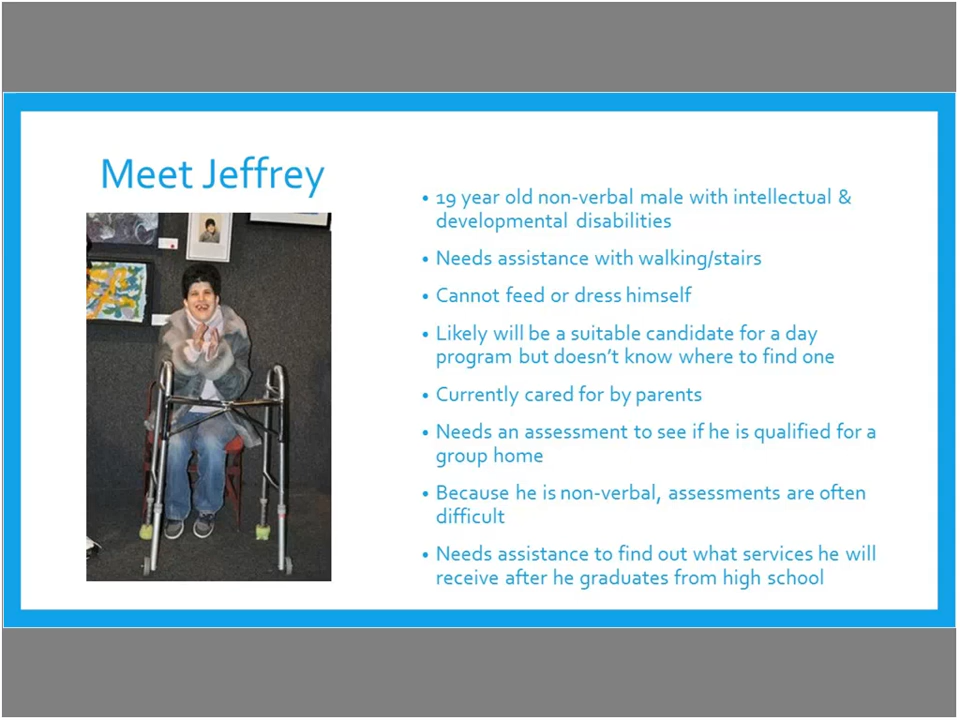 Meet Jeffrey
• 19 year old non-verbal male with intellectual &
developmental disabilities
• Needs assistance with walking/stairs
• Cannot feed or dress himself
• Likely will be a suitable candidate for a day
program but doesn't know where to find one
• Currently cared for by parents
• Needs an assessment to see if he is qualified for a
group home
• Because he is non-verbal, assessments are often
difficult
• Needs assistance to find out what services he will
receive after he graduates from high school